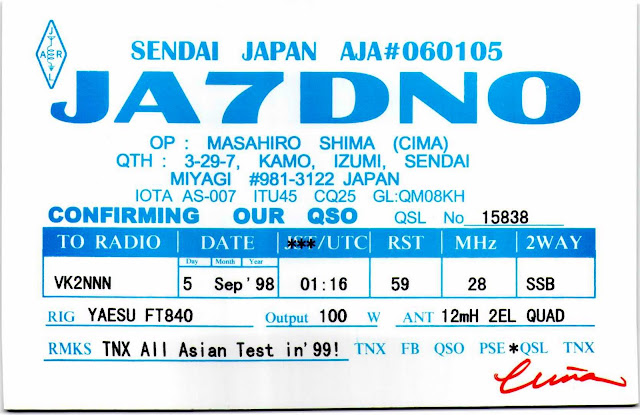 SENDAI JAPAN AJA#060105
J A R L
JA7DNO
OP : MASAHIRO SHIMA (CIMA)
QTH : 3-29-7, KAMO, IZUMI, SENDAI
MIYAGI #981-3122 JAPAN
IOTA AS-007 ITU45 CQ25 GL:QM08KH
CONFIRMING OUR QSO QSL No 15838
TO RADIO DATE ***/UTC RST MHz 2WAY
Day Month Year
VK2NNN 5 Sep '98 01:16 59 28 SSB
RIG YAESU FT840 Output 100 W ANT 12mH 2EL QUAD
RMKS TNX All Asian Test in'99! TNX FB QSO PSE*QSL TNX